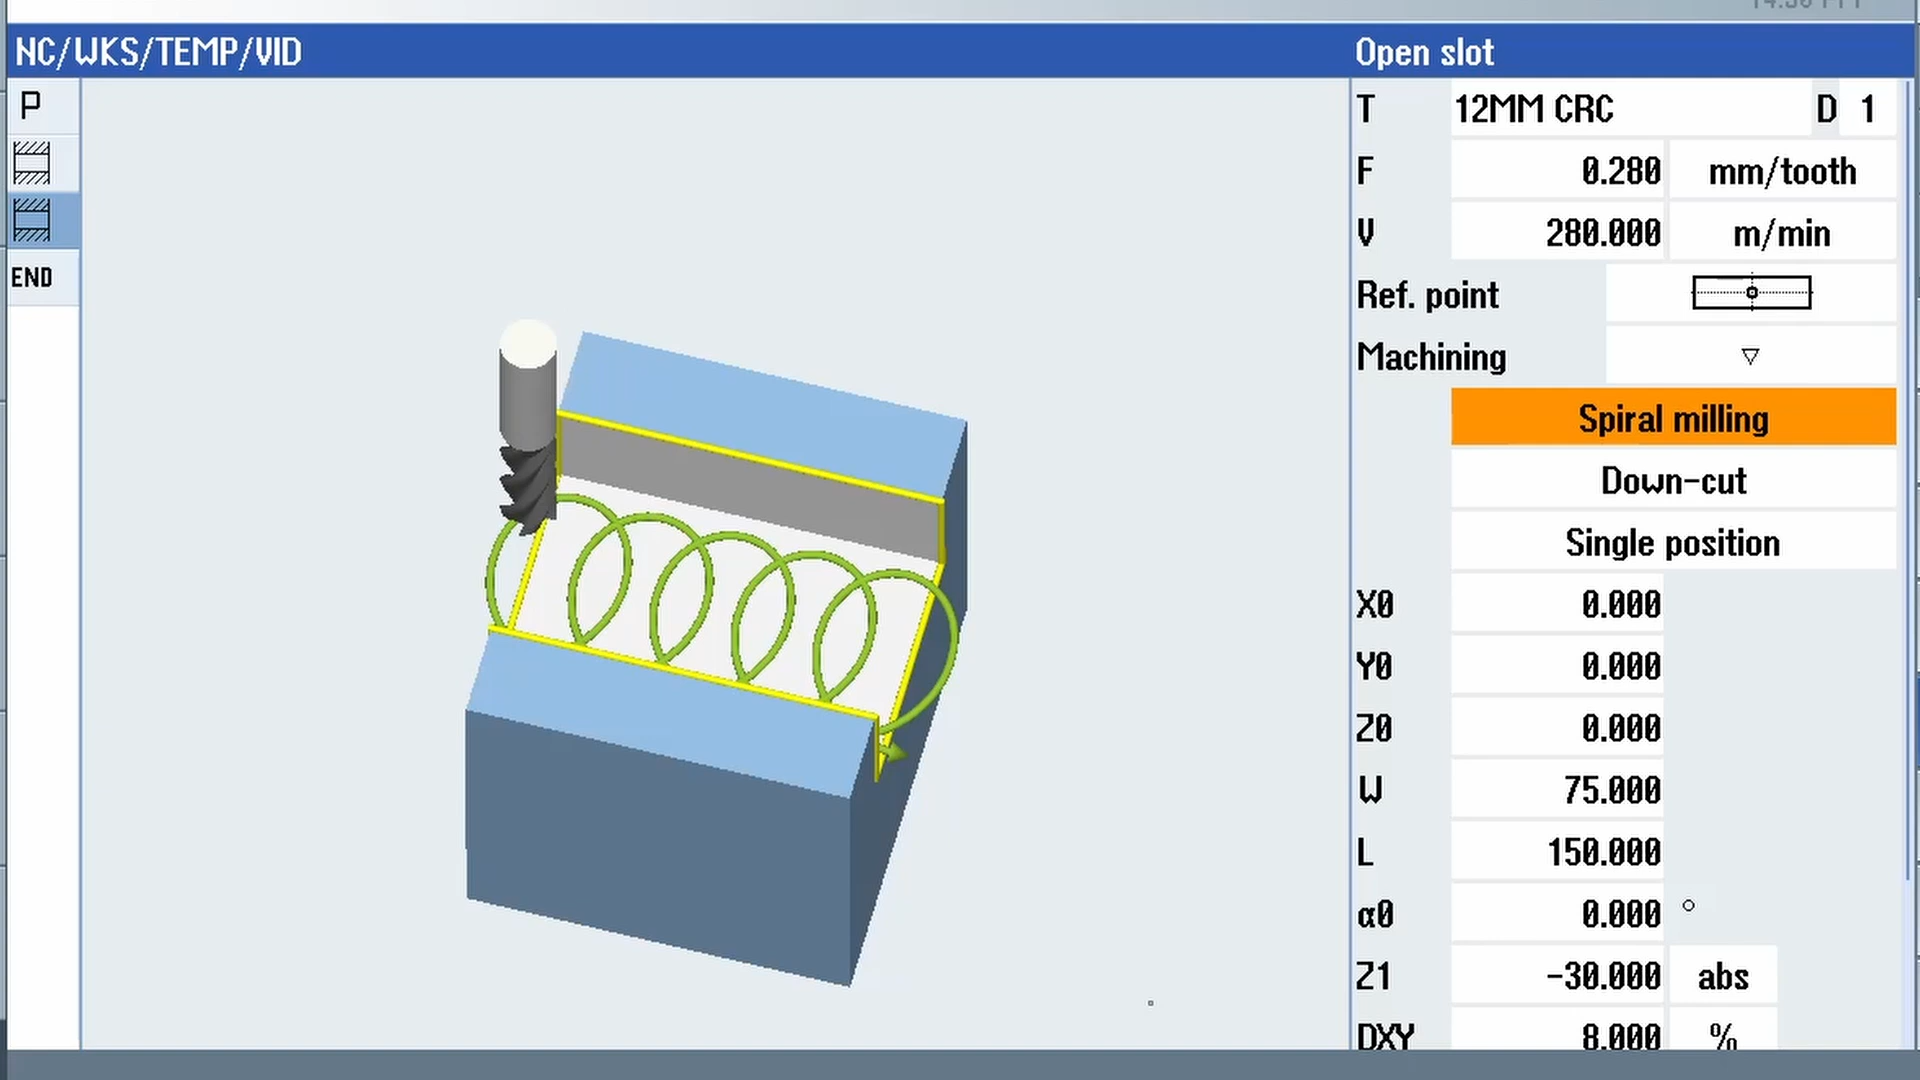 NC/WKS/TEMP/VID Open slot
P
END
T 12MM CRC D 1
F 0.280 mm/tooth
V 280.000 m/min
Ref. point
Machining ▽
Spiral milling
Down-cut
Single position
X0 0.000
Y0 0.000
Z0 0.000
W 75.000
L 150.000
α0 0.000 °
Z1 -30.000 abs
DXY 8.000 %